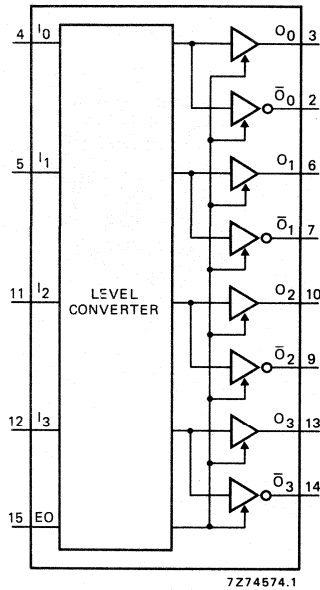 4 I0 O0 3
Ō0 2
5 I1 O1 6
Ō1 7
11 I2 O2 10
LEVEL
CONVERTER
Ō2 9
12 I3 O3 13
Ō3 14
15 EO
7Z74574.1